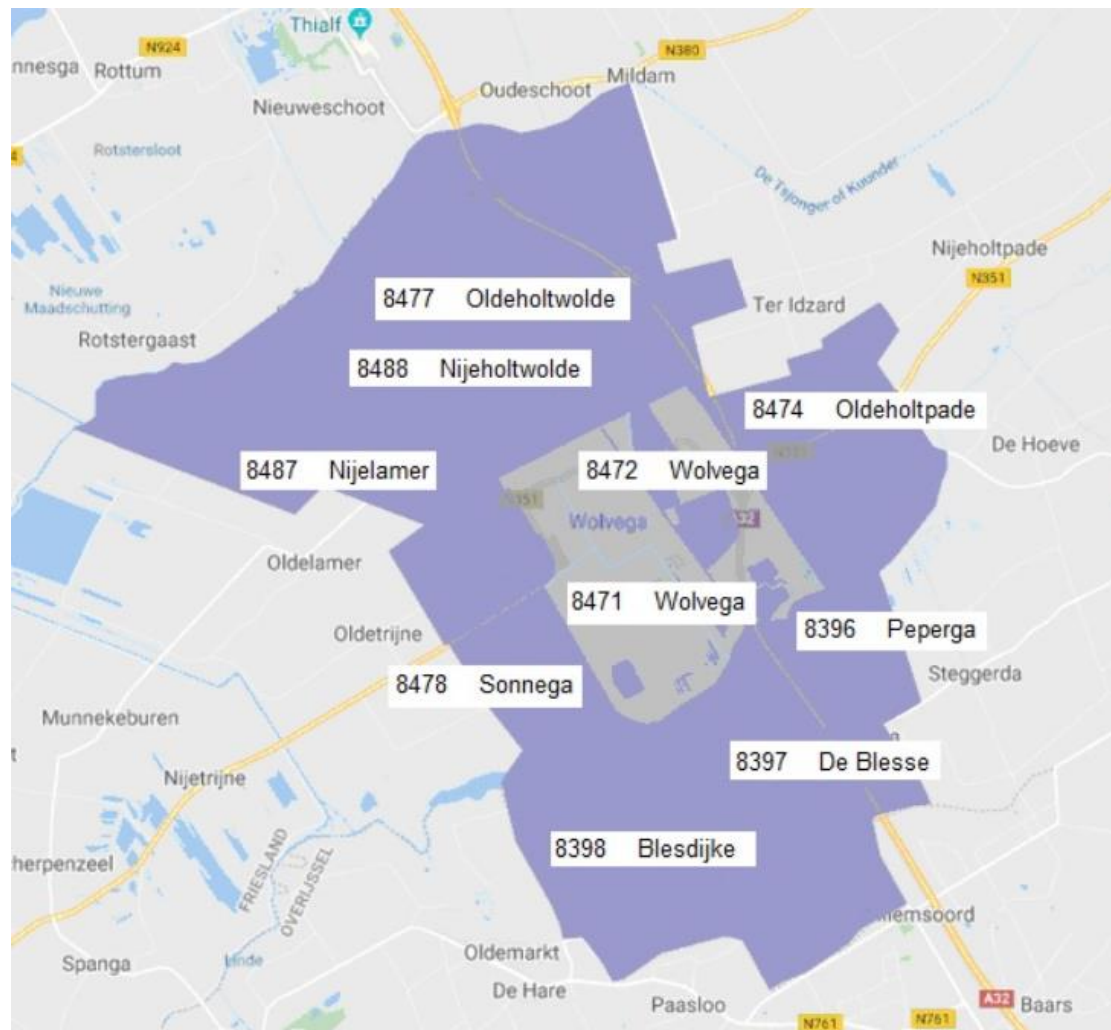 Thialf
N924
nnesga
Rottum
N380
Mildam
Oudeschoot
Nieuweschoot
Rotstersloot
De Tsjonger of Kuunder
Nijeholtpade
N351
Nieuwe
Maadschutting
8477 Oldeholtwolde
Ter Idzard
Rotstergaast
8488 Nijeholtwolde
8474 Oldeholtpade
De Hoeve
8487 Nijelamer
8472 Wolvega
N351
N351
Wolvega
A32
Oldelamer
8471 Wolvega
Oldetrijne
8396 Peperga
8478 Sonnega
Steggerda
Munnekeburen
8397 De Blesse
Nijetrijne
8398 Blesdijke
herpenzeel
FRIESLAND
OVERIJSSEL
lemsoord
Oldemarkt
Spanga
Linde
De Hare
Paasloo
A32
Baars
N761
N761